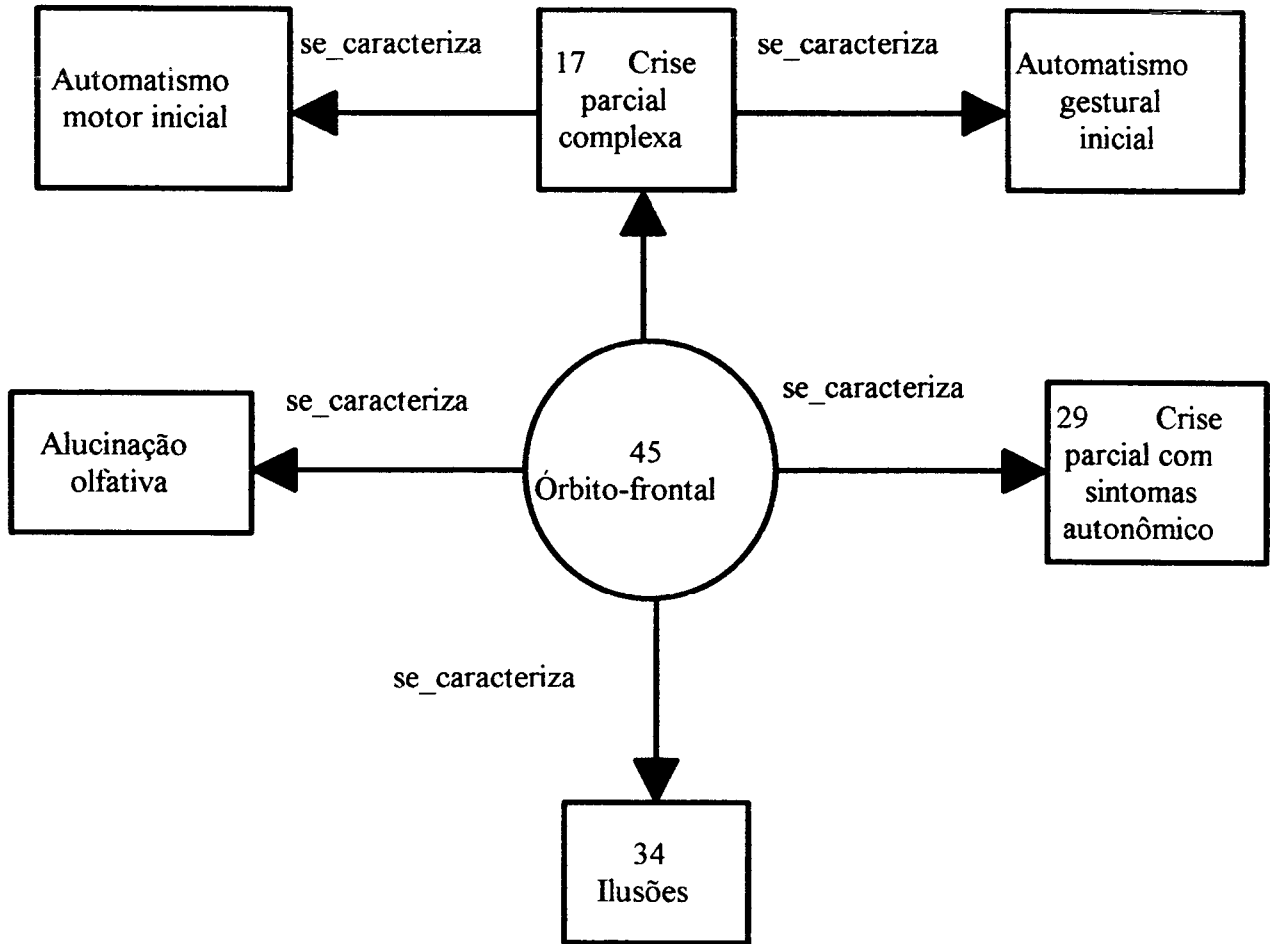 se_caracteriza
se_caracteriza
Automatismo
motor inicial
17 Crise
parcial
complexa
Automatismo
gestural
inicial
se_caracteriza
se_caracteriza
Alucinação
olfativa
45
Órbito-frontal
29 Crise
parcial com
sintomas
autonômico
se_caracteriza
34
Ilusões